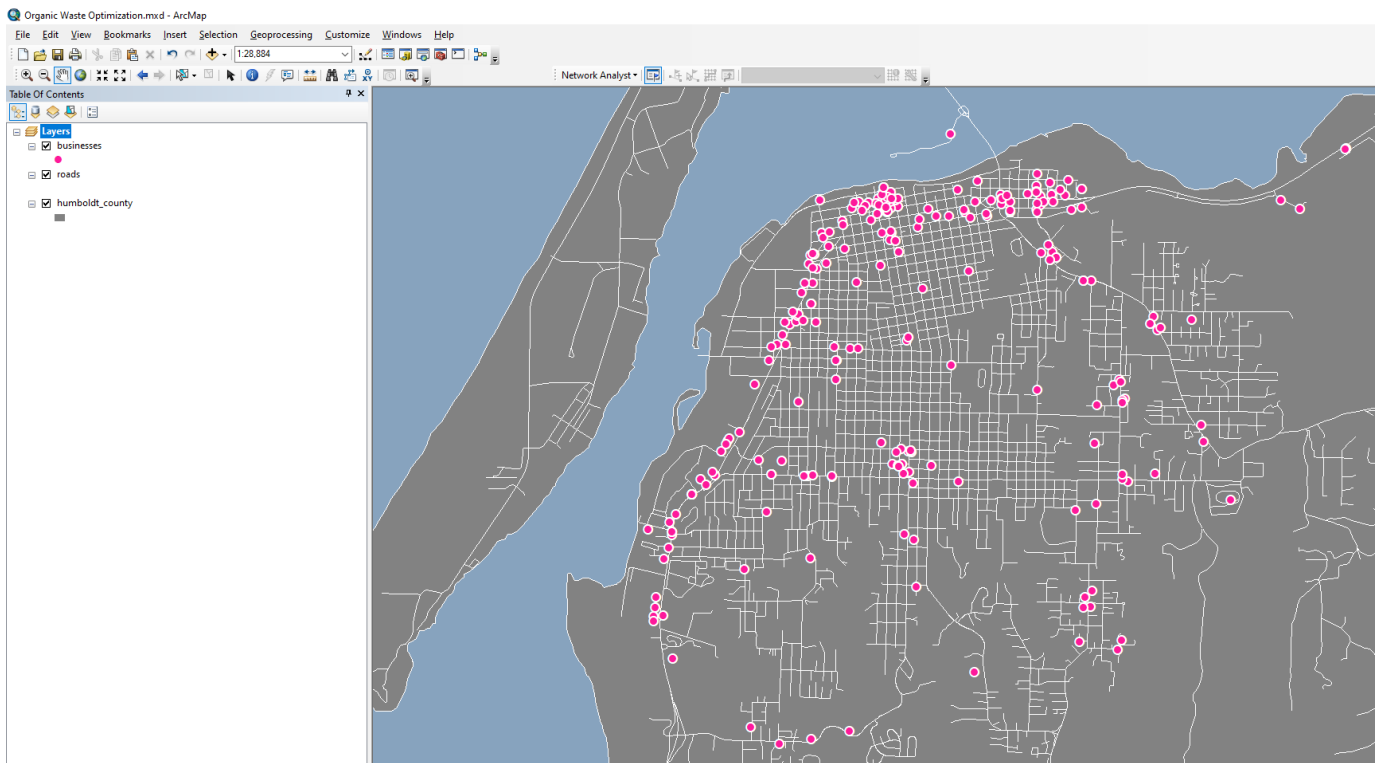 Organic Waste Optimization.mxd - ArcMap
File Edit View Bookmarks Insert Selection Geoprocessing Customize Windows Help
1:28,884
Network Analyst
Table Of Contents
Layers
businesses
roads
humboldt_county